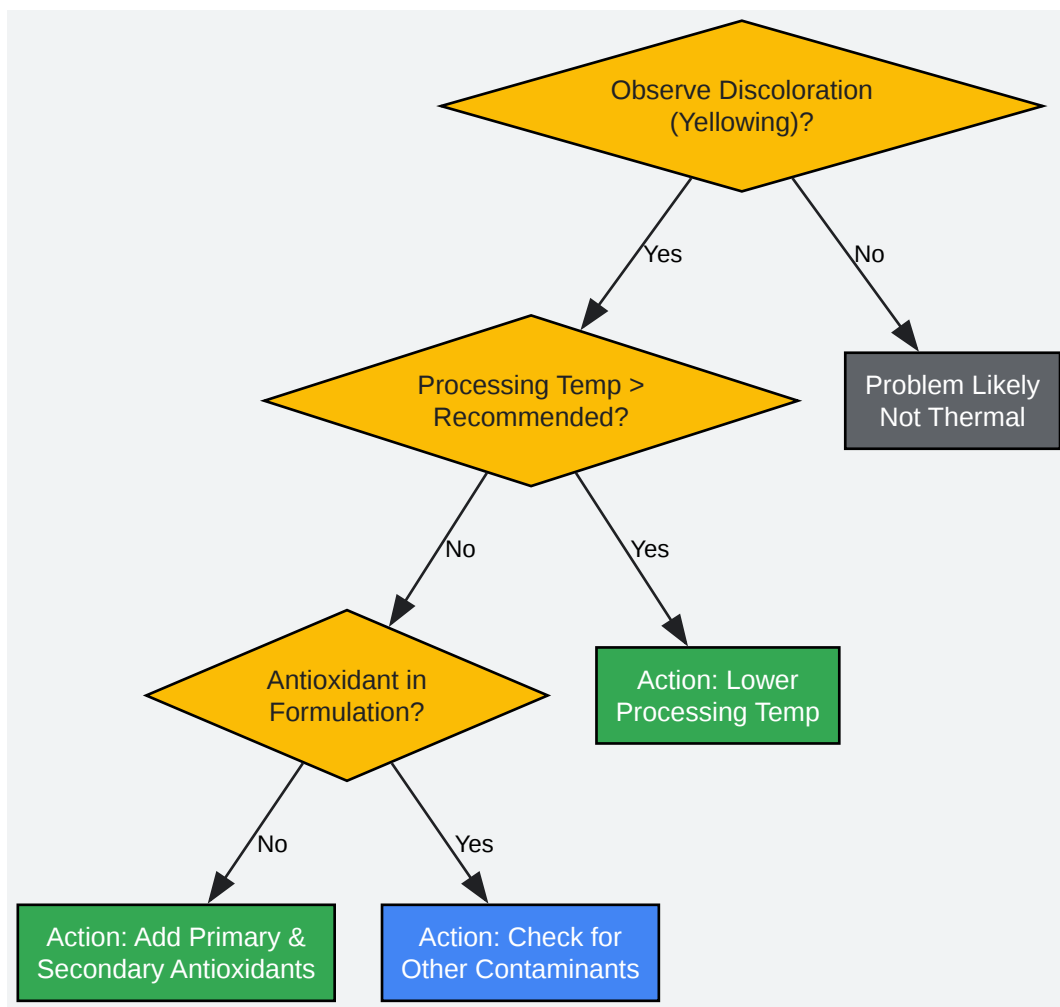 Observe Discoloration
(Yellowing)?
Yes
No
Processing Temp >
Recommended?
Problem Likely
Not Thermal
No
Yes
Antioxidant in
Formulation?
Action: Lower
Processing Temp
No
Yes
Action: Add Primary &
Secondary Antioxidants
Action: Check for
Other Contaminants